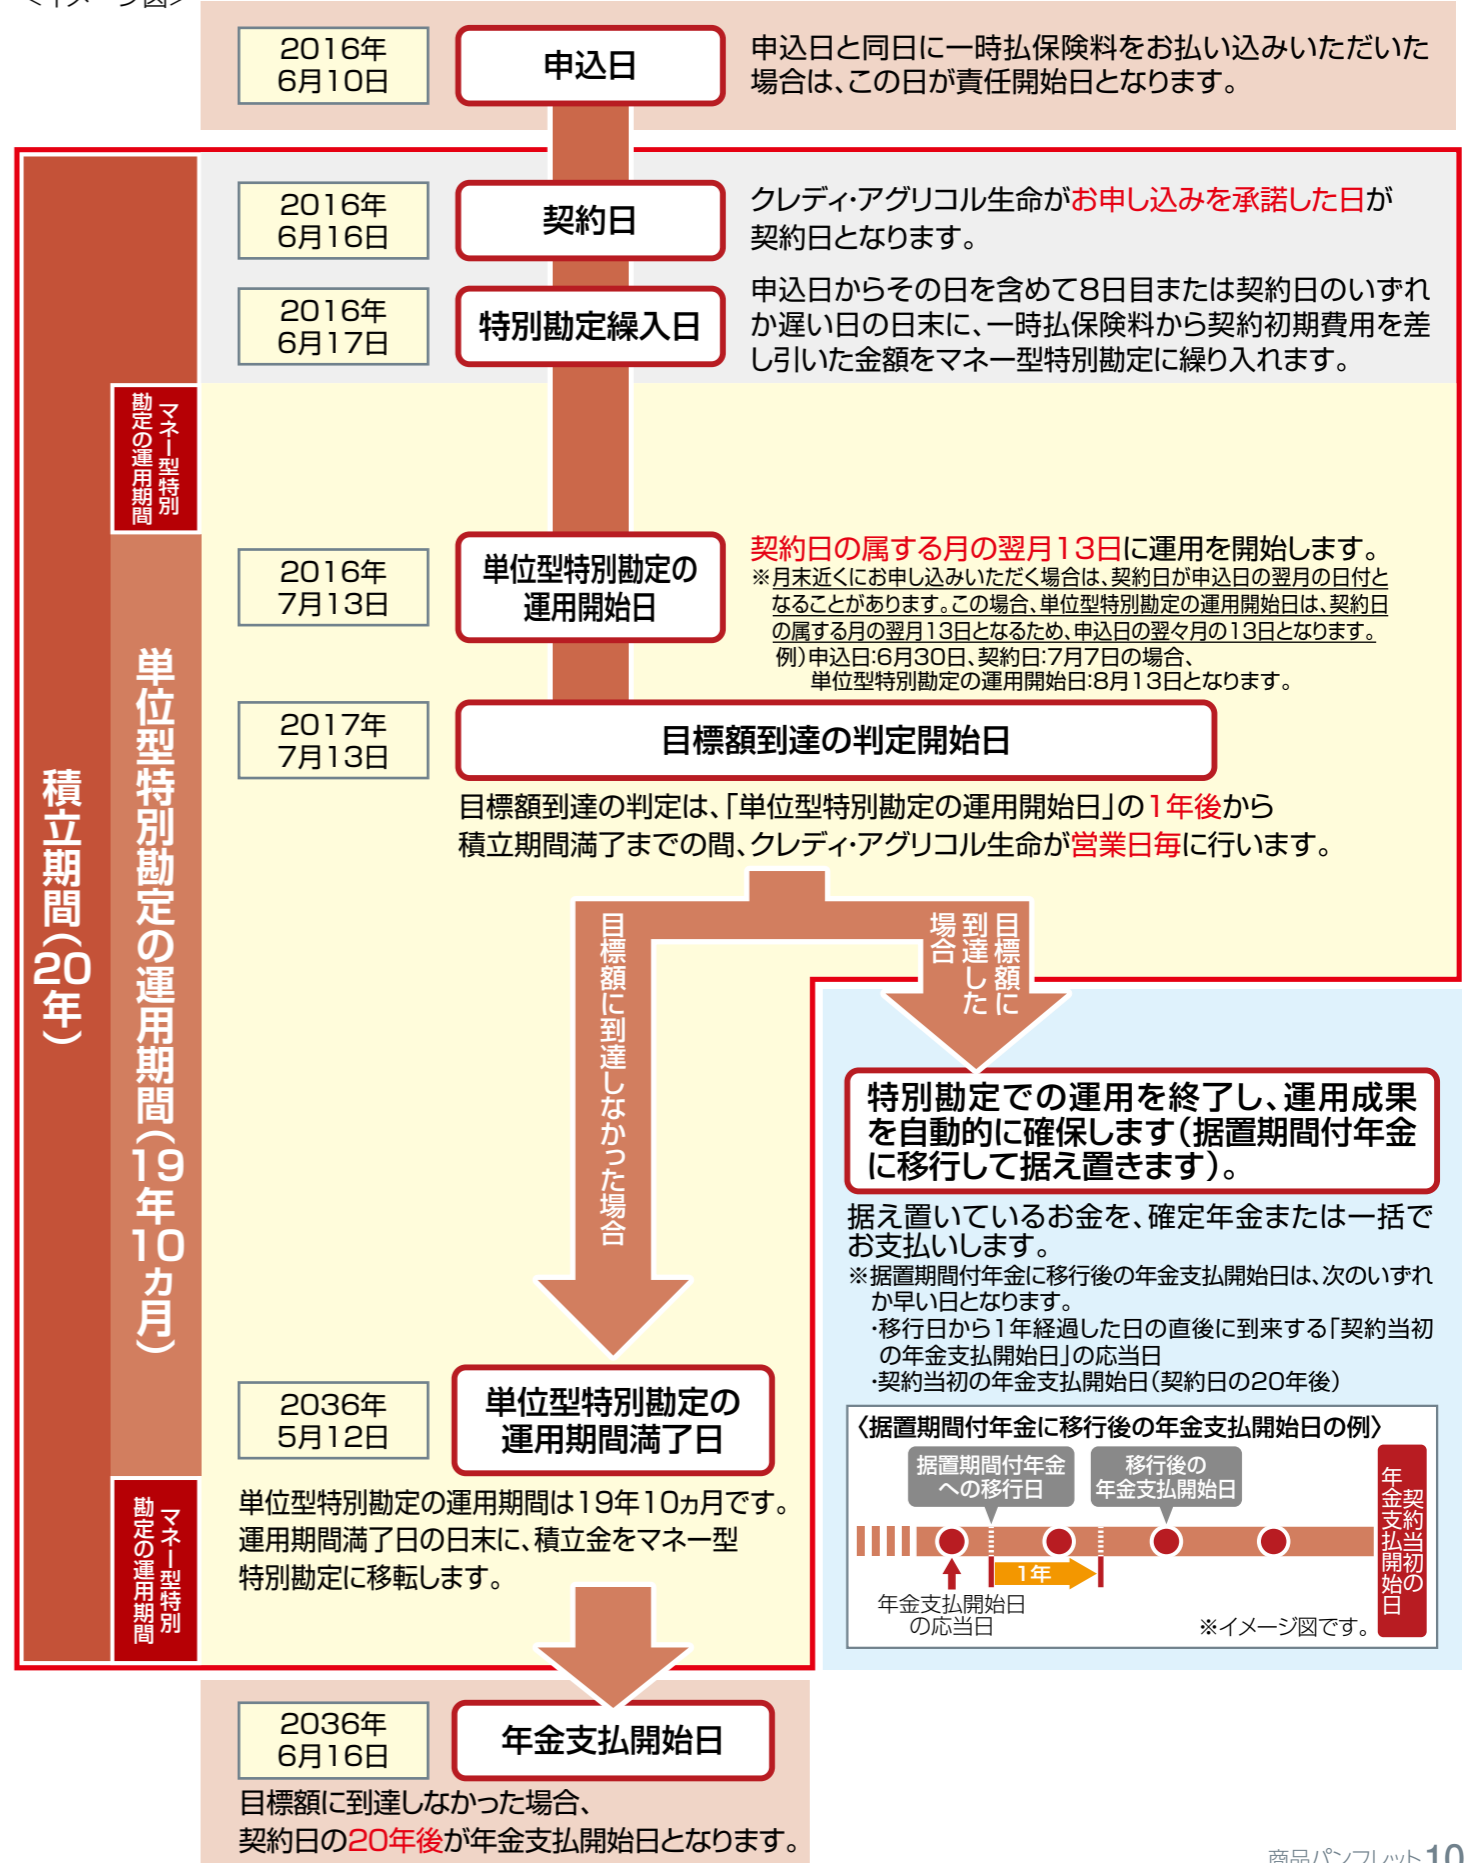 <イメージ図>
2016年
6月10日
申込日
申込日と同日に一時払保険料をお払い込みいただいた
場合は、この日が責任開始日となります。
2016年
6月16日
契約日
クレディ・アグリコル生命がお申し込みを承諾した日が
契約日となります。
2016年
6月17日
特別勘定繰入日
申込日からその日を含めて8日目または契約日のいずれ
か遅い日の日末に、一時払保険料から契約初期費用を差
し引いた金額をマネー型特別勘定に繰り入れます。
積立期間(20年)
マネー型特別
勘定の運用期間
単位型特別勘定の運用期間(19年10ヵ月)
2016年
7月13日
単位型特別勘定の
運用開始日
契約日の属する月の翌月13日に運用を開始します。
※月末近くにお申し込みいただく場合は、契約日が申込日の翌月の日付と
なることがあります。この場合、単位型特別勘定の運用開始日は、契約日
の属する月の翌月13日となるため、申込日の翌々月の13日となります。
例)申込日:6月30日、契約日:7月7日の場合、
単位型特別勘定の運用開始日:8月13日となります。
2017年
7月13日
目標額到達の判定開始日
目標額到達の判定は、「単位型特別勘定の運用開始日」の1年後から
積立期間満了までの間、クレディ・アグリコル生命が営業日毎に行います。
目標額に到達しなかった場合
目標額に
到達した
場合
特別勘定での運用を終了し、運用成果
を自動的に確保します(据置期間付年金
に移行して据え置きます)。
据え置いているお金を、確定年金または一括で
お支払いします。
※据置期間付年金に移行後の年金支払開始日は、次のいずれ
か早い日となります。
・移行日から1年経過した日の直後に到来する「契約当初
の年金支払開始日」の応当日
・契約当初の年金支払開始日(契約日の20年後)
〈据置期間付年金に移行後の年金支払開始日の例〉
据置期間付年金
への移行日
移行後の
年金支払開始日
1年
年金支払開始日
の応当日
契約当初の
年金支払開始日
※イメージ図です。
2036年
5月12日
単位型特別勘定の
運用期間満了日
単位型特別勘定の運用期間は19年10ヵ月です。
運用期間満了日の日末に、積立金をマネー型
特別勘定に移転します。
マネー型特別
勘定の運用期間
2036年
6月16日
年金支払開始日
目標額に到達しなかった場合、
契約日の20年後が年金支払開始日となります。
商品パンフレット10